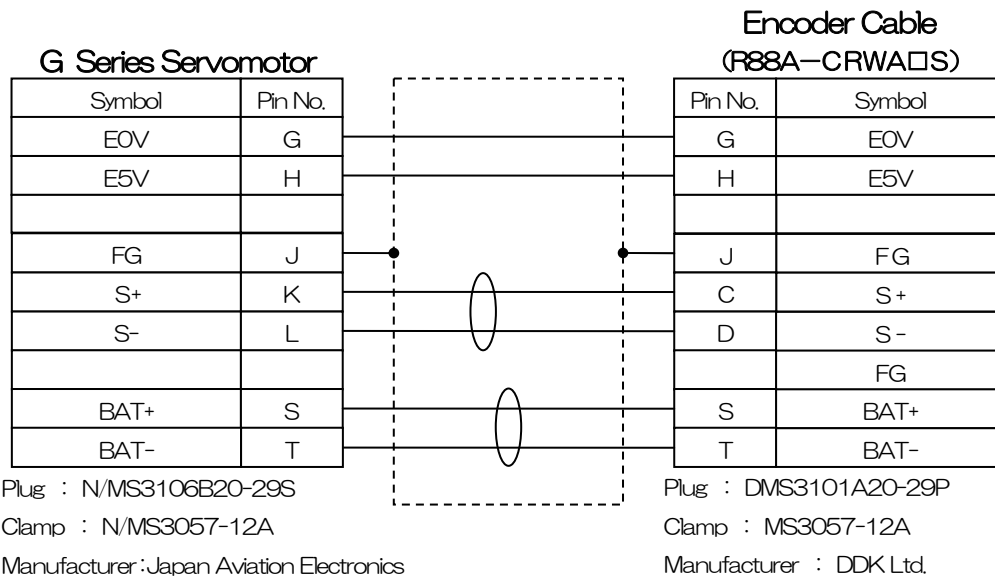 Encoder Cable
G Series Servomotor
(R88A-CRWA□S)
Symbol Pin No. Pin No. Symbol
E0V G G E0V
E5V H H E5V
FG J J FG
S+ K C S+
S- L D S-
FG
BAT+ S S BAT+
BAT- T T BAT-
Plug : N/MS3106B20-29S
Clamp : N/MS3057-12A
Manufacturer:Japan Aviation Electronics
Plug : DMS3101A20-29P
Clamp : MS3057-12A
Manufacturer : DDK Ltd.